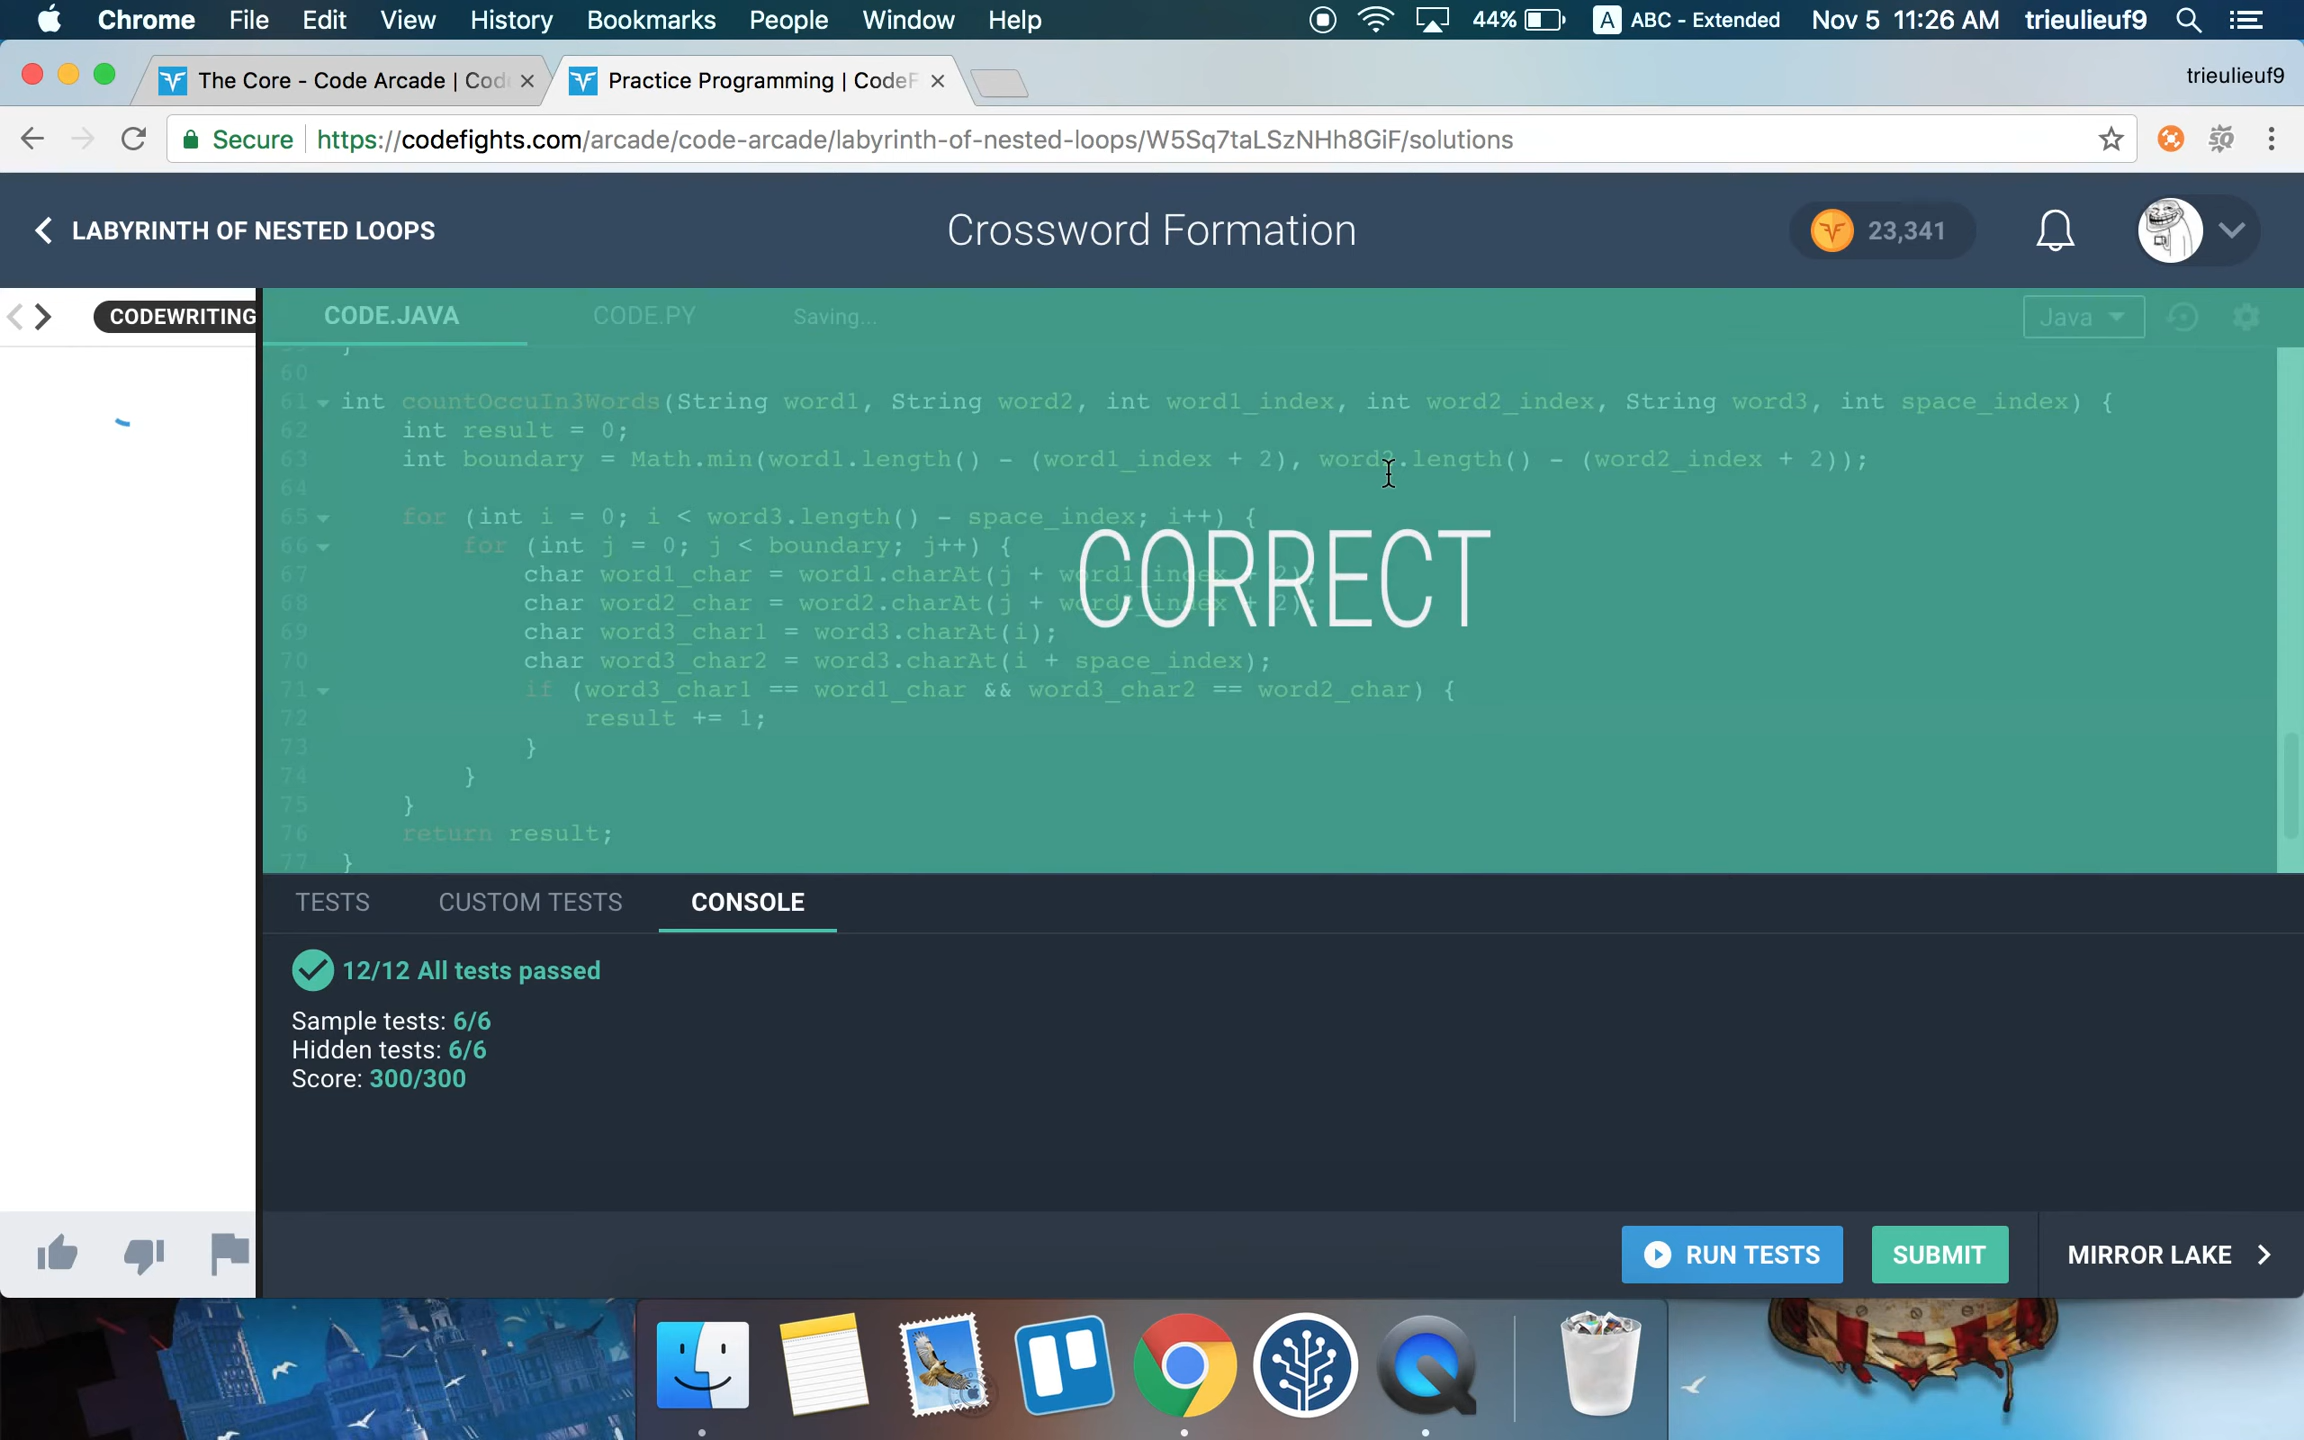 Chrome File Edit View History Bookmarks People Window Help 44% A ABC - Extended Nov 5 11:26 AM trieulieuf9
The Core - Code Arcade | Cod × Practice Programming | CodeF × trieulieuf9
Secure https://codefights.com/arcade/code-arcade/labyrinth-of-nested-loops/W5Sq7taLSzNHh8GiF/solutions
LABYRINTH OF NESTED LOOPS Crossword Formation 23,341
CODEWRITING CODE.JAVA CODE.PY Saving... Java
60
61 int countOccuIn3Words(String word1, String word2, int word1_index, int word2_index, String word3, int space_index) {
62 int result = 0;
63 int boundary = Math.min(word1.length() - (word1_index + 2), word2.length() - (word2_index + 2));
64
65 for (int i = 0; i < word3.length() - space_index; i++) {
66 for (int j = 0; j < boundary; j++) {
67 char word1_char = word1.charAt(j + word1_index + 2);
68 char word2_char = word2.charAt(j + word2_index + 2);
CORRECT
69 char word3_char1 = word3.charAt(i);
70 char word3_char2 = word3.charAt(i + space_index);
71 if (word3_char1 == word1_char && word3_char2 == word2_char) {
72 result += 1;
73 }
74 }
75 }
76 return result;
77 }
TESTS CUSTOM TESTS CONSOLE
12/12 All tests passed
Sample tests: 6/6
Hidden tests: 6/6
Score: 300/300
RUN TESTS SUBMIT MIRROR LAKE